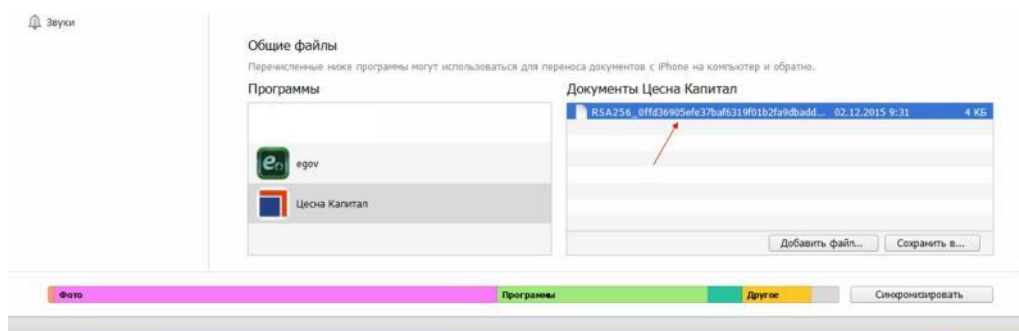 Звуки
Общие файлы
Перечисленные ниже программы могут использоваться для переноса документов с iPhone на компьютер и обратно.
Программы
Документы Цесна Капитал
RSA256_0ffd36905efe37baf6319f01b2fa9dbadd... 02.12.2015 9:31 4 КБ
egov
Цесна Капитал
Добавить файл... Сохранить в...
Фото Программы Другое Синхронизировать